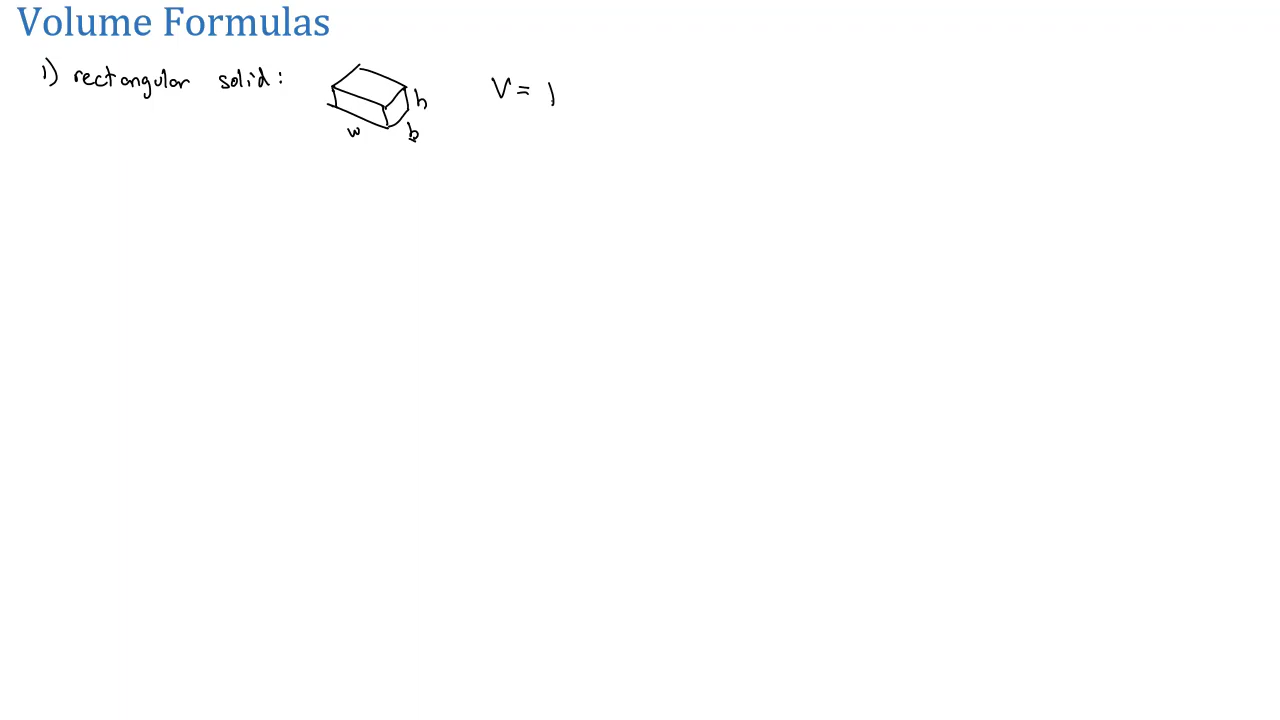 Volume Formulas
1) rectangular solid: h V = l
w b